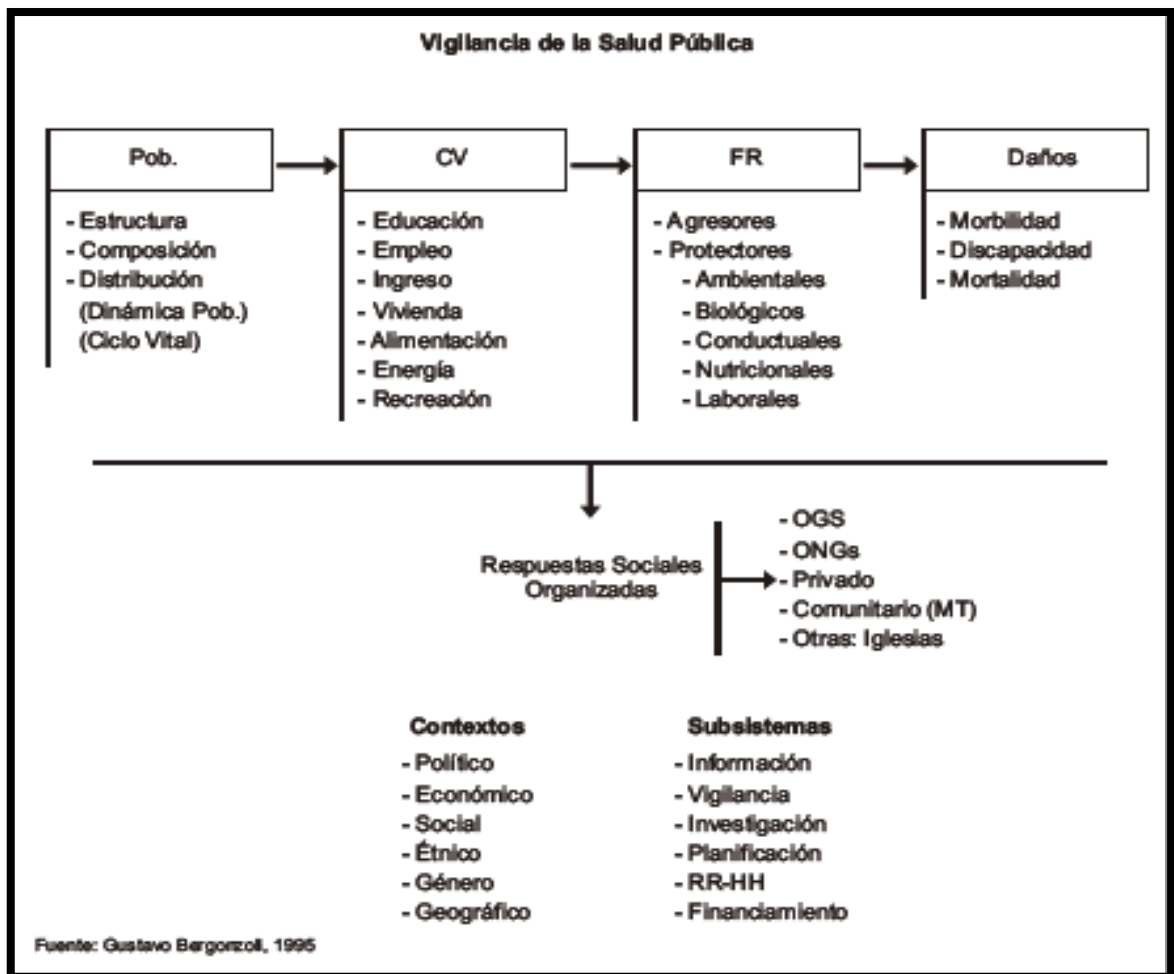 Vigilancia de la Salud Pública
Pob.
- Estructura
- Composición
- Distribución
(Dinámica Pob.)
(Ciclo Vital)
CV
- Educación
- Empleo
- Ingreso
- Vivienda
- Alimentación
- Energía
- Recreación
FR
- Agresores
- Protectores
- Ambientales
- Biológicos
- Conductuales
- Nutricionales
- Laborales
Daños
- Morbilidad
- Discapacidad
- Mortalidad
Respuestas Sociales
Organizadas
- OGS
- ONGs
- Privado
- Comunitario (MT)
- Otras: Iglesias
Contextos
- Político
- Económico
- Social
- Étnico
- Género
- Geográfico
Subsistemas
- Información
- Vigilancia
- Investigación
- Planificación
- RR-HH
- Financiamiento
Fuente: Gustavo Bergonzoli, 1995